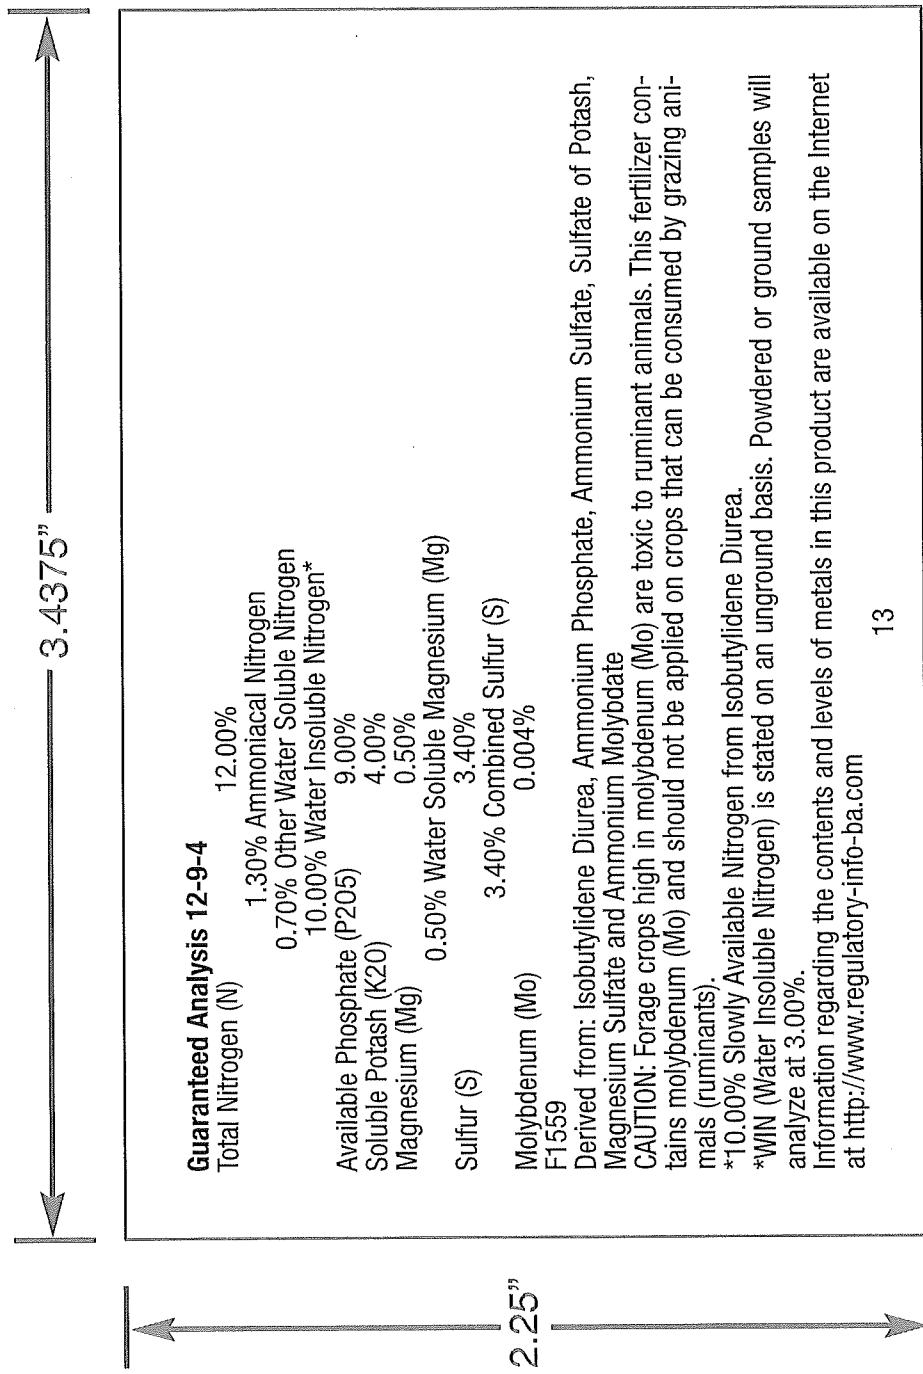 3.4375”
2.25”
Guaranteed Analysis 12-9-4
Total Nitrogen (N) 12.00%
1.30% Ammoniacal Nitrogen
0.70% Other Water Soluble Nitrogen
10.00% Water Insoluble Nitrogen*
Available Phosphate (P205) 9.00%
Soluble Potash (K20) 4.00%
Magnesium (Mg) 0.50%
0.50% Water Soluble Magnesium (Mg)
Sulfur (S) 3.40%
3.40% Combined Sulfur (S)
Molybdenum (Mo) 0.004%
F1559
Derived from: Isobutylidene Diurea, Ammonium Phosphate, Ammonium Sulfate, Sulfate of Potash,
Magnesium Sulfate and Ammonium Molybdate
CAUTION: Forage crops high in molybdenum (Mo) are toxic to ruminant animals. This fertilizer con-
tains molybdenum (Mo) and should not be applied on crops that can be consumed by grazing ani-
mals (ruminants).
*10.00% Slowly Available Nitrogen from Isobutylidene Diurea.
*WIN (Water Insoluble Nitrogen) is stated on an unground basis. Powdered or ground samples will
analyze at 3.00%.
Information regarding the contents and levels of metals in this product are available on the Internet
at http://www.regulatory-info-ba.com
13